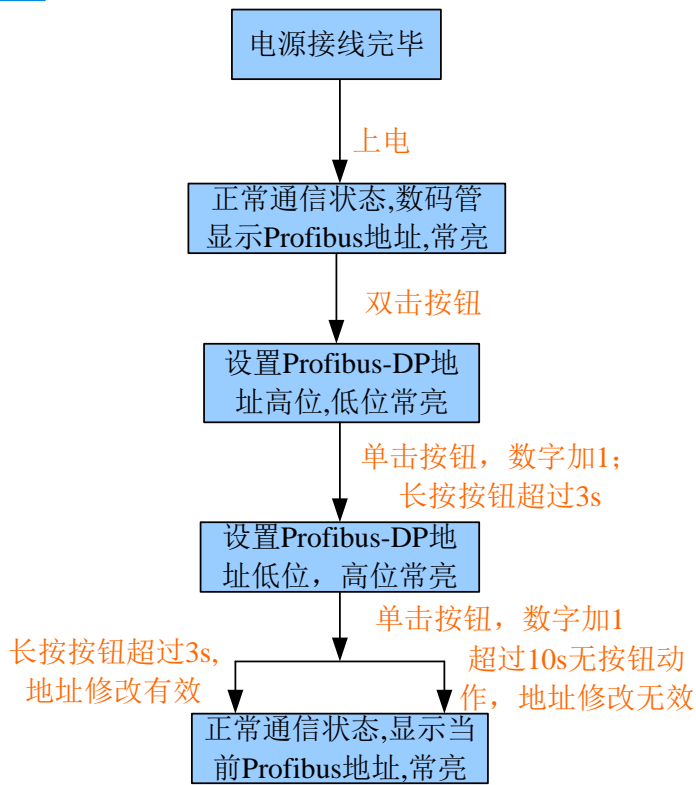 电源接线完毕
上电
正常通信状态,数码管
显示Profibus地址,常亮
双击按钮
设置Profibus-DP地
址高位,低位常亮
单击按钮，数字加1；
长按按钮超过3s
设置Profibus-DP地
址低位，高位常亮
单击按钮，数字加1
长按按钮超过3s,
地址修改有效
超过10s无按钮动
作，地址修改无效
正常通信状态,显示当
前Profibus地址,常亮